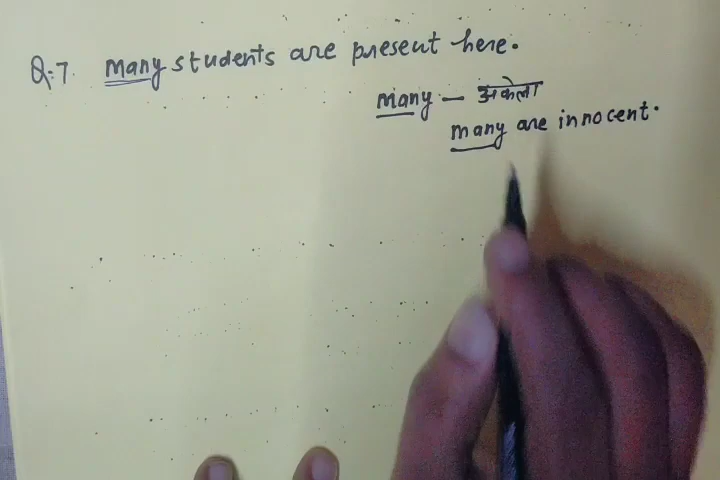 Q.7. Many students are present here.
many — अकेला
many are innocent.